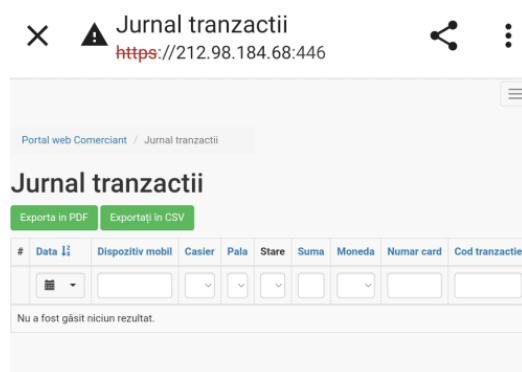 Jurnal tranzactii
https://212.98.184.68:446
Portal web Comerciant / Jurnal tranzactii
Jurnal tranzactii
Exporta in PDF Exportați în CSV
# Data Dispozitiv mobil Casier Pala Stare Suma Moneda Numar card Cod tranzactie
Nu a fost găsit niciun rezultat.